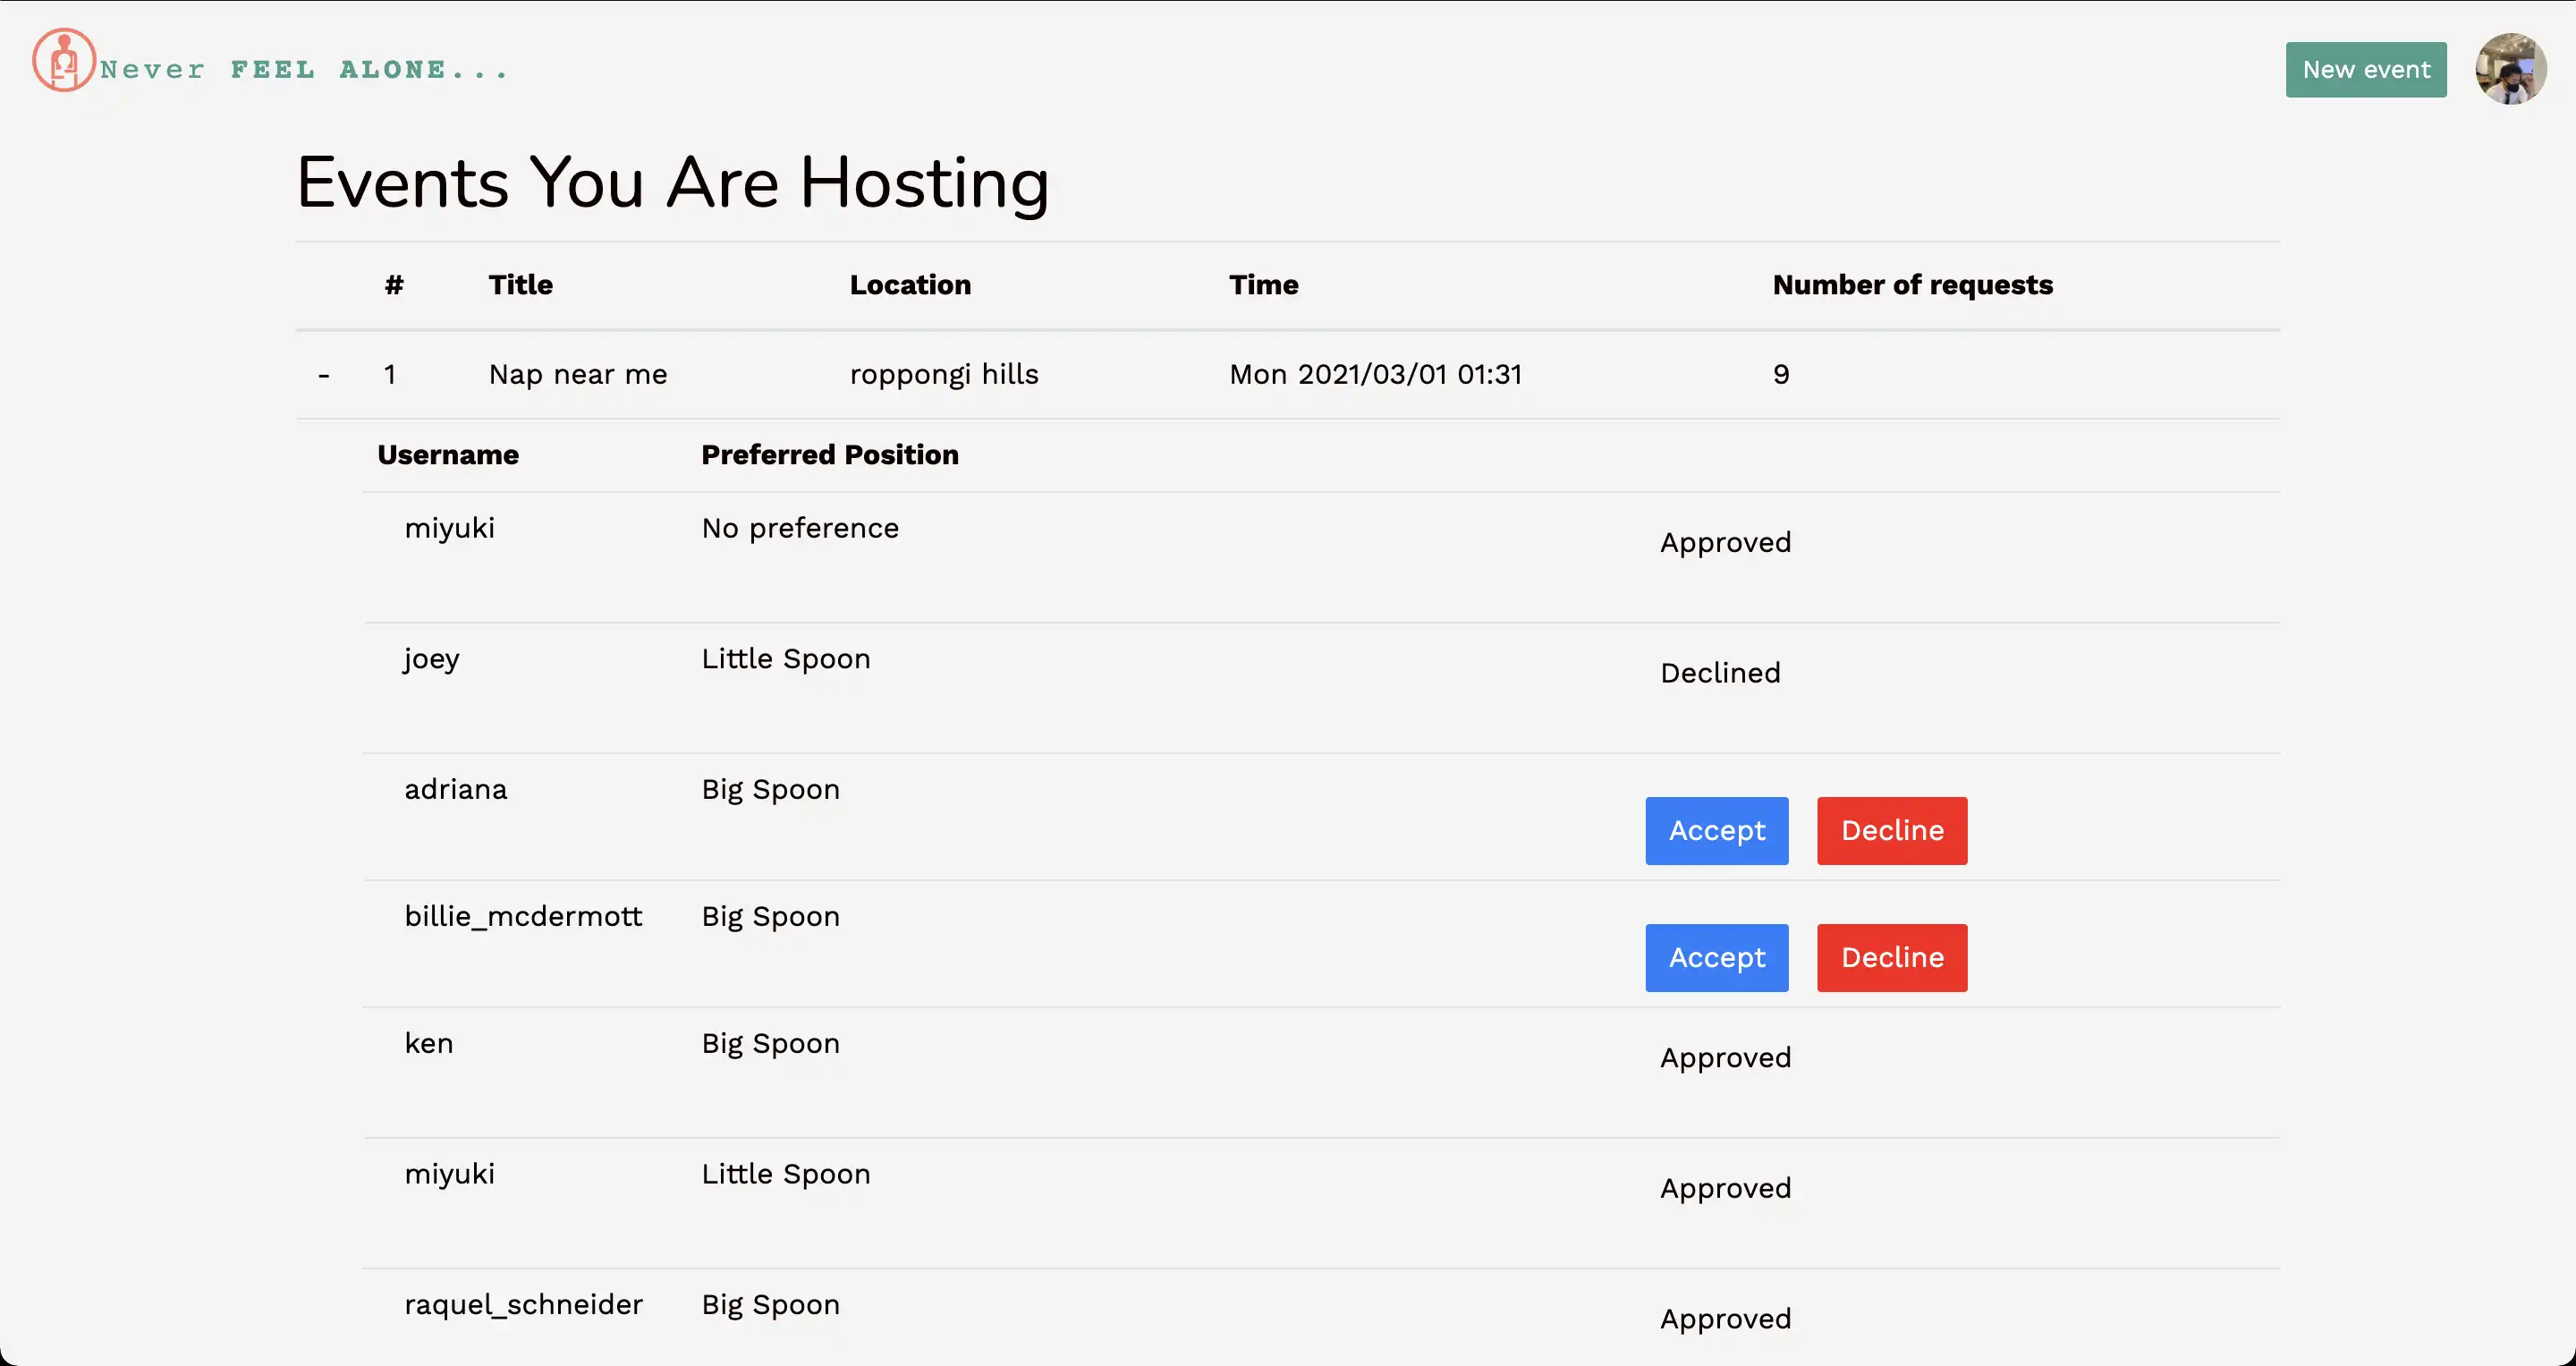 Never FEEL ALONE...
New event
Events You Are Hosting
# Title Location Time Number of requests
- 1 Nap near me roppongi hills Mon 2021/03/01 01:31 9
Username Preferred Position
miyuki No preference Approved
joey Little Spoon Declined
adriana Big Spoon Accept Decline
billie_mcdermott Big Spoon Accept Decline
ken Big Spoon Approved
miyuki Little Spoon Approved
raquel_schneider Big Spoon Approved